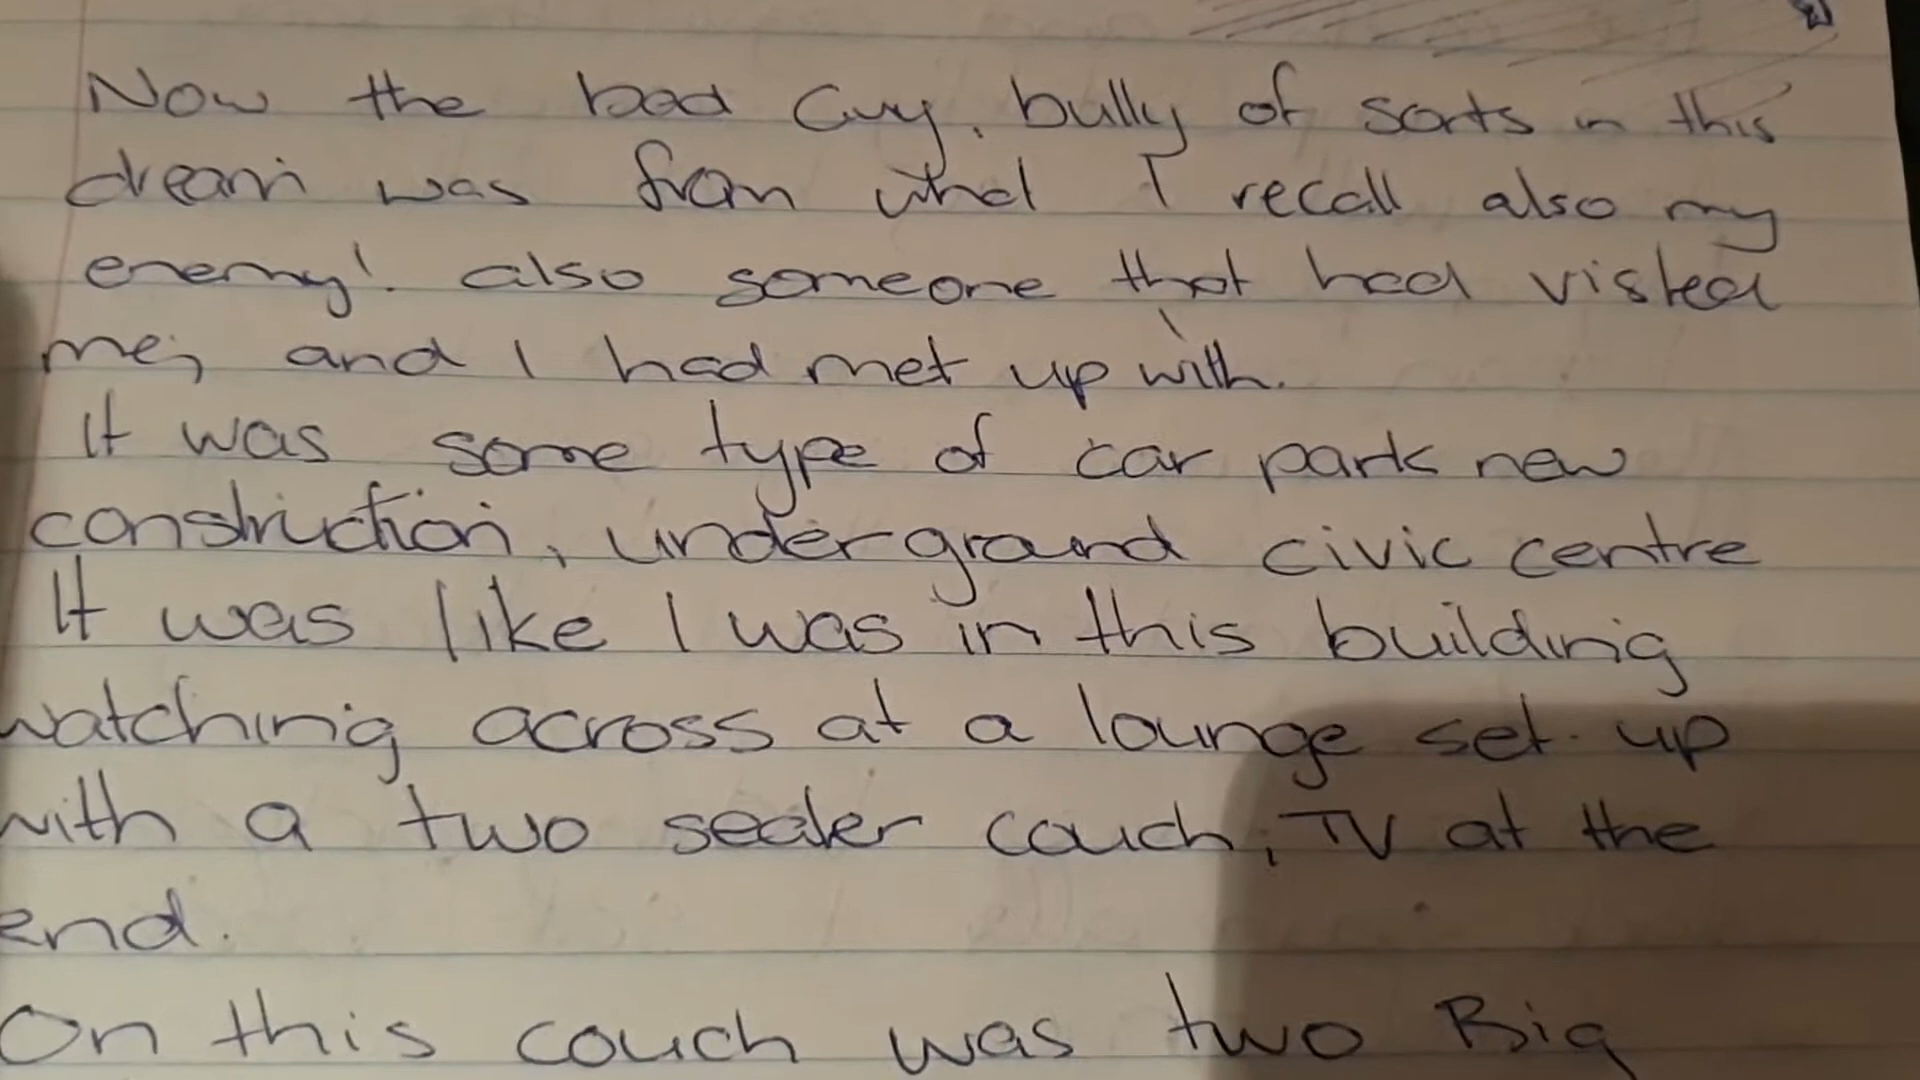 Now the bad Guy, bully of sorts in this
dream was from what I recall also my
enemy! also someone that had visted
me, and I had met up with.
It was some type of car park new
construction, underground civic centre
It was like I was in this building
watching across at a lounge set up
with a two seater couch, TV at the
end.
On this couch was two Big